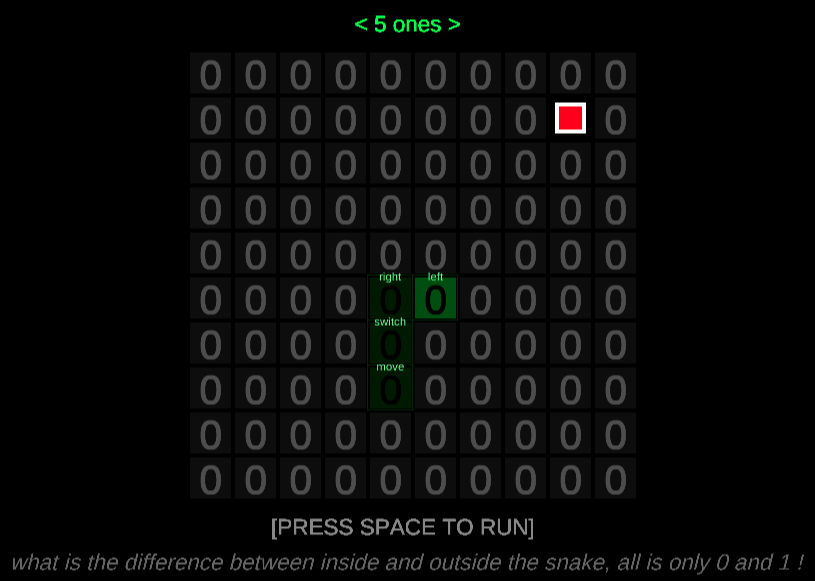 < 5 ones >
0 0 0 0 0 0 0 0 0 0
0 0 0 0 0 0 0 0 0
0 0 0 0 0 0 0 0 0 0
0 0 0 0 0 0 0 0 0 0
0 0 0 0 0 0 0 0 0 0
right left
0 0 0 0 0 0 0 0 0 0
switch
0 0 0 0 0 0 0 0 0 0
move
0 0 0 0 0 0 0 0 0 0
0 0 0 0 0 0 0 0 0 0
0 0 0 0 0 0 0 0 0 0
[PRESS SPACE TO RUN]
what is the difference between inside and outside the snake, all is only 0 and 1 !